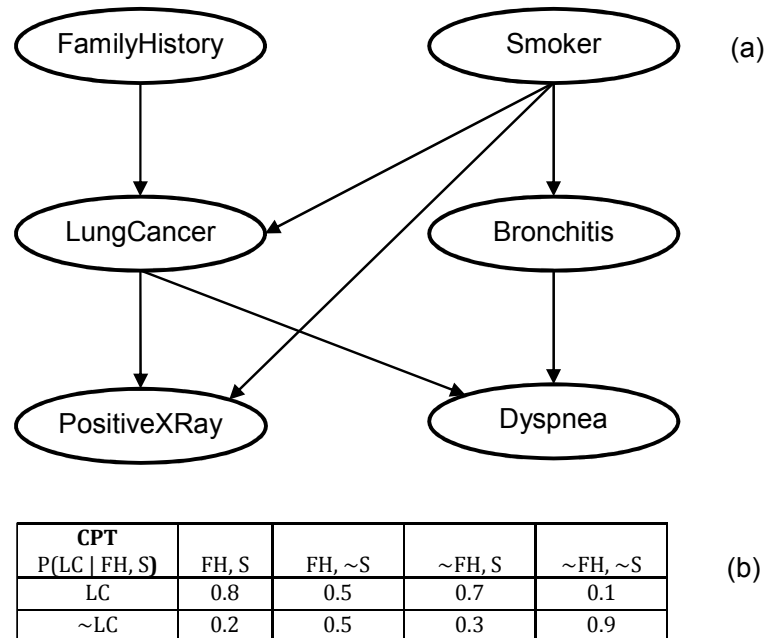 FamilyHistory
Smoker
(a)
LungCancer
Bronchitis
PositiveXRay
Dyspnea
CPT
P(LC | FH, S) FH, S FH, ~S ~FH, S ~FH, ~S
(b)
LC 0.8 0.5 0.7 0.1
~LC 0.2 0.5 0.3 0.9